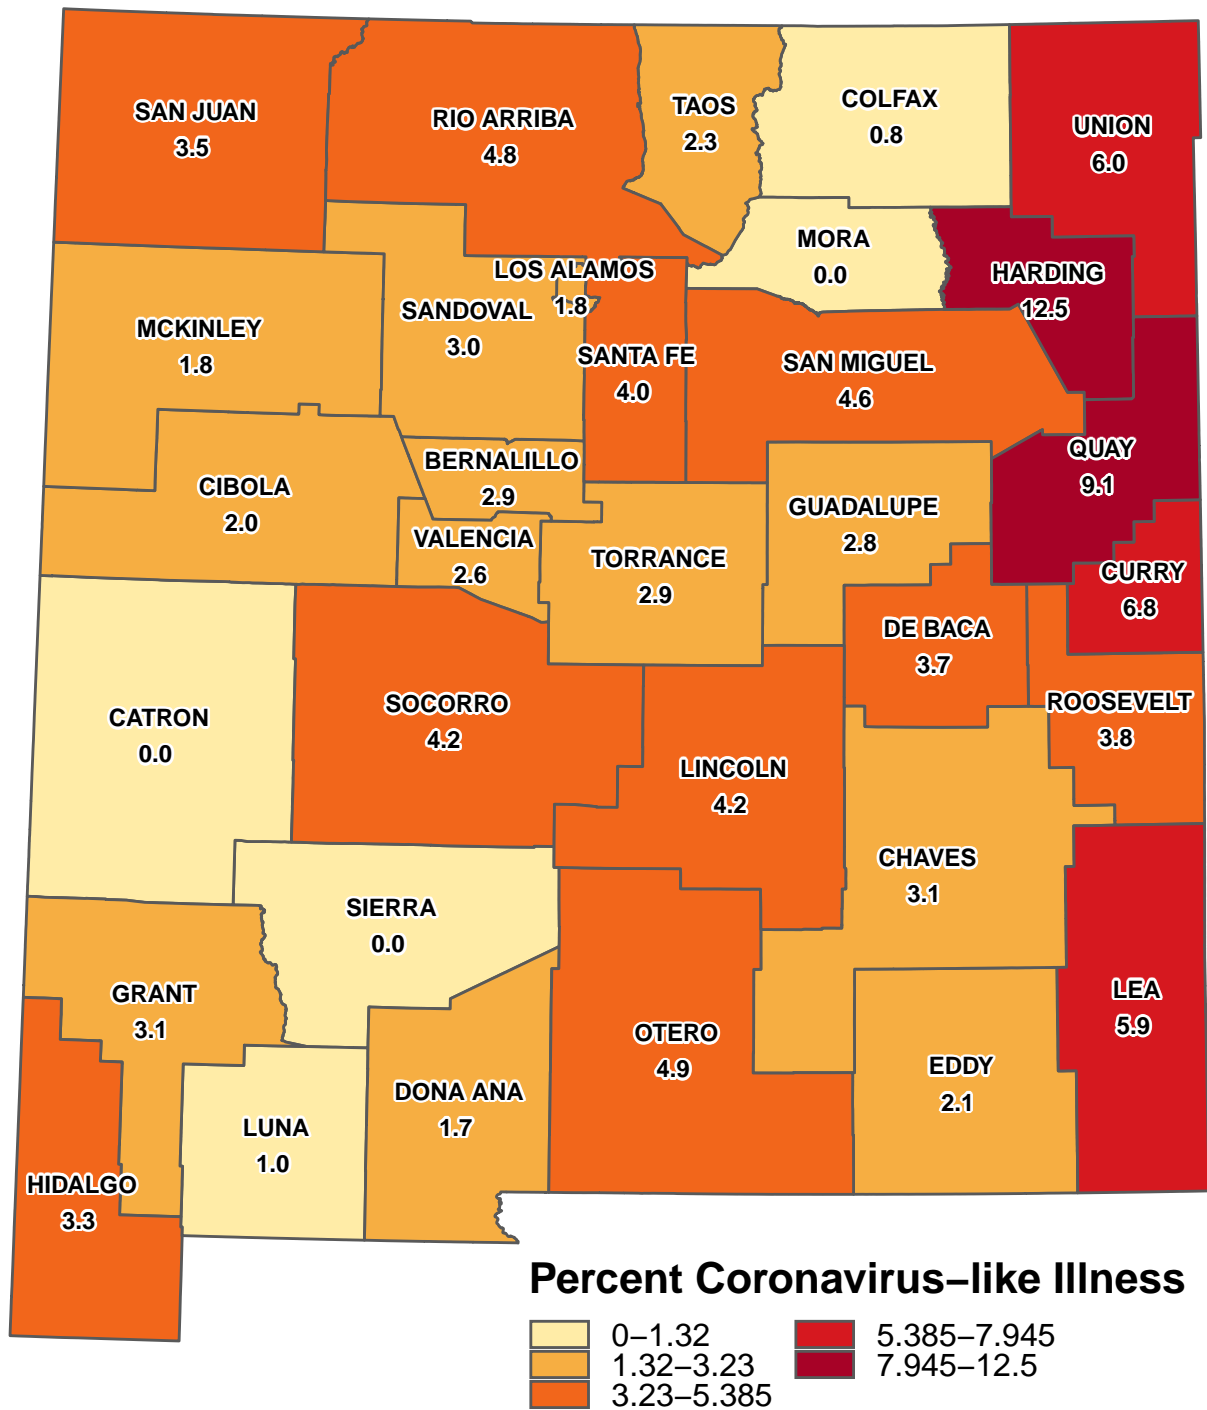 SAN JUAN
3.5
RIO ARRIBA
4.8
TAOS
2.3
COLFAX
0.8
UNION
6.0
MORA
0.0
HARDING
12.5
LOS ALAMOS
1.8
SANDOVAL
3.0
MCKINLEY
1.8
SANTA FE
4.0
SAN MIGUEL
4.6
QUAY
9.1
BERNALILLO
2.9
CIBOLA
2.0
GUADALUPE
2.8
VALENCIA
2.6
TORRANCE
2.9
CURRY
6.8
DE BACA
3.7
ROOSEVELT
3.8
CATRON
0.0
SOCORRO
4.2
LINCOLN
4.2
CHAVES
3.1
SIERRA
0.0
GRANT
3.1
LEA
5.9
OTERO
4.9
EDDY
2.1
DONA ANA
1.7
LUNA
1.0
HIDALGO
3.3
Percent Coronavirus−like Illness
0−1.32
1.32−3.23
3.23−5.385
5.385−7.945
7.945−12.5